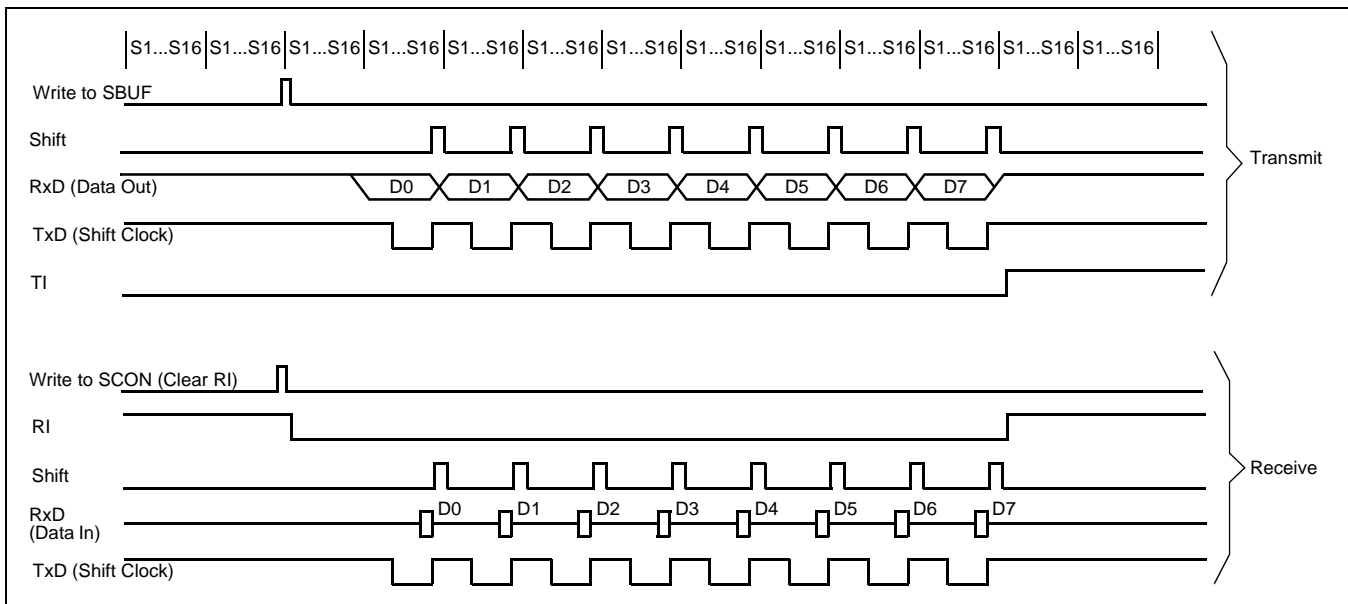 S1...S16 S1...S16 S1...S16 S1...S16 S1...S16 S1...S16 S1...S16 S1...S16 S1...S16 S1...S16 S1...S16 S1...S16 S1...S16
Write to SBUF
Shift
Transmit
RxD (Data Out) D0 D1 D2 D3 D4 D5 D6 D7
TxD (Shift Clock)
TI
Write to SCON (Clear RI)
RI
Shift
Receive
RxD
(Data In)
D0 D1 D2 D3 D4 D5 D6 D7
TxD (Shift Clock)